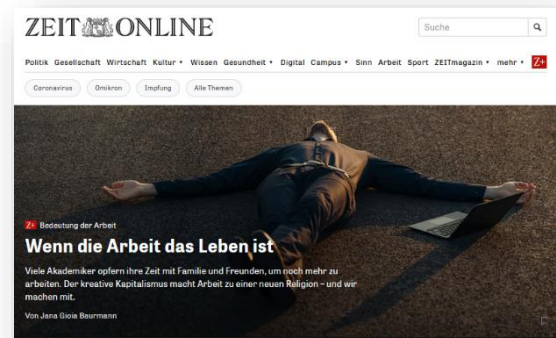 ZEIT ONLINE
Suche
Politik Gesellschaft Wirtschaft Kultur • Wissen Gesundheit • Digital Campus • Sinn Arbeit Sport ZEITmagazin • mehr • Z+
Coronavirus Omikron Impfung Alle Themen
Z+ Bedeutung der Arbeit
Wenn die Arbeit das Leben ist
Viele Akademiker opfern ihre Zeit mit Familie und Freunden, um noch mehr zu
arbeiten. Der kreative Kapitalismus macht Arbeit zu einer neuen Religion – und wir
machen mit.
Von Jana Gioia Baurmann